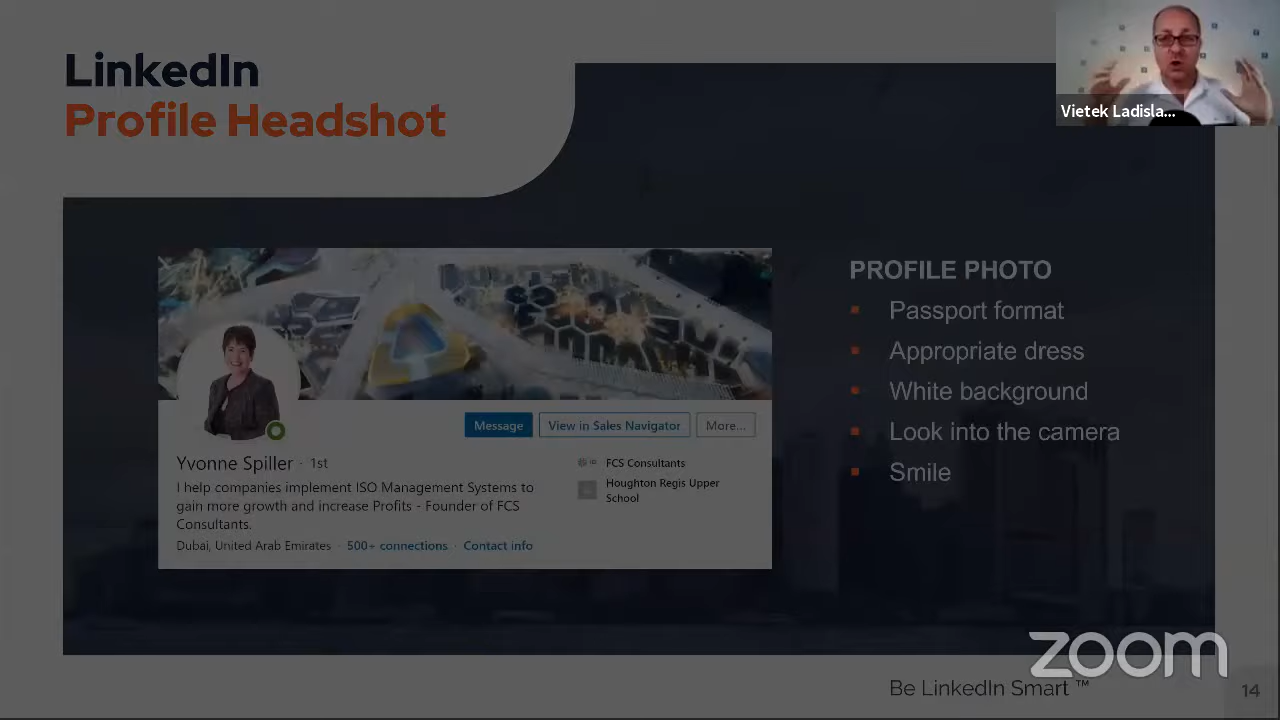 LinkedIn
Profile Headshot
Vietek Ladisla...
Message
View in Sales Navigator
More...
Yvonne Spiller · 1st
I help companies implement ISO Management Systems to
gain more growth and increase Profits - Founder of FCS
Consultants.
Dubai, United Arab Emirates · 500+ connections · Contact info
FCS Consultants
Houghton Regis Upper
School
PROFILE PHOTO
Passport format
Appropriate dress
White background
Look into the camera
Smile
zoom
Be LinkedIn Smart ™
14